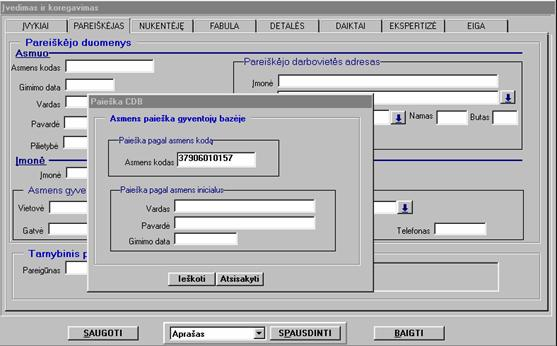 Įvedimas ir koregavimas
ĮVYKIAI PAREIŠKĖJAS NUKENTĖJĘ FABULA DETALĖS DAIKTAI EKSPERTIZĖ EIGA
Pareiškėjo duomenys
Asmuo
Asmens kodas
Gimimo data
Vardas
Pavardė
Pilietybė
Pareiškėjo darbovietės adresas
Įmonė
Namas Butas
Įmonė
Įmonė
Asmens gyve
Vietovė
Gatvė
Telefonas
Tarnybinis p
Pareigūnas
Paieška CDB
Asmens paieška gyventojų bazėje
Paieška pagal asmens kodą
Asmens kodas 37906010157
Paieška pagal asmens inicialus
Vardas
Pavardė
Gimimo data
Ieškoti Atsisakyti
SAUGOTI Aprašas SPAUSDINTI BAIGTI